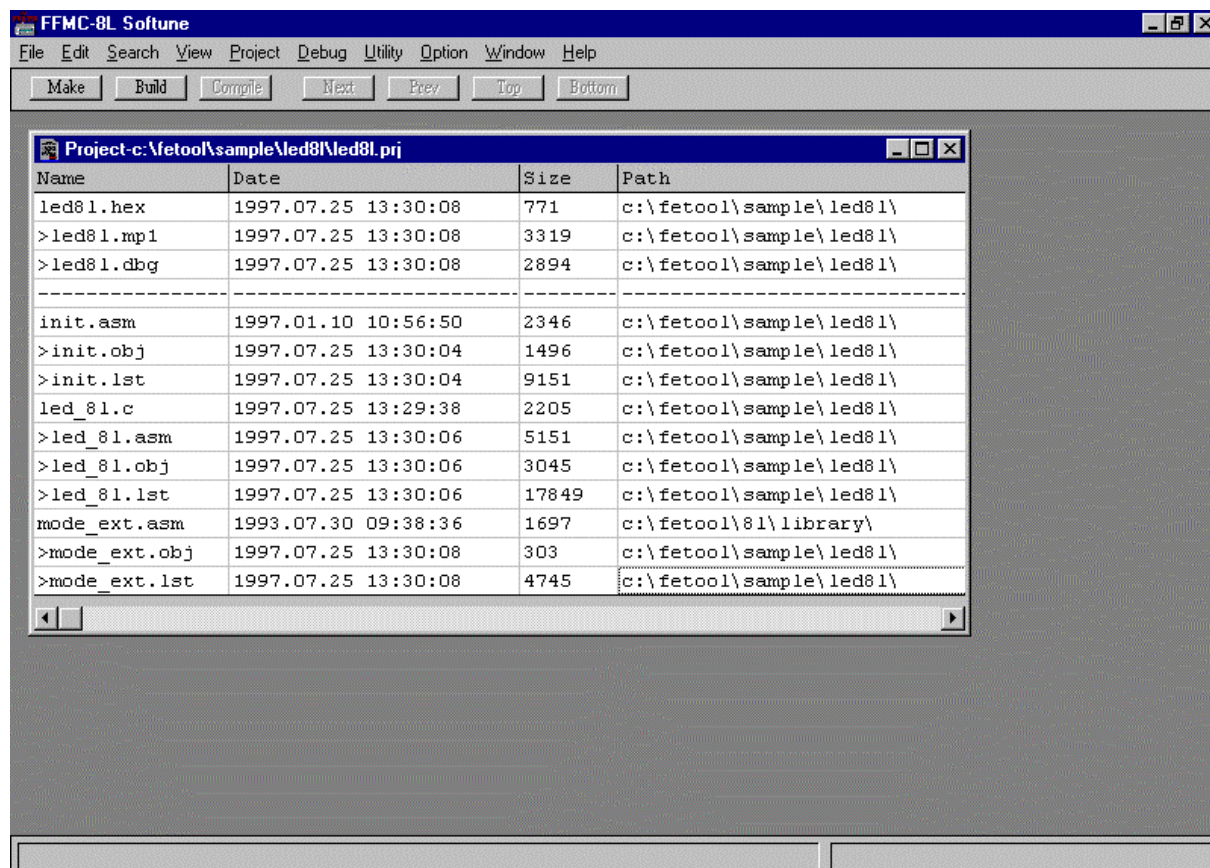 FFMC-8L Softune
File Edit Search View Project Debug Utility Option Window Help
Make Build Compile Next Prev Top Bottom
Project-c:\fetool\sample\led8l\led8l.prj
Name Date Size Path
led8l.hex 1997.07.25 13:30:08 771 c:\fetool\sample\led8l\
>led8l.mp1 1997.07.25 13:30:08 3319 c:\fetool\sample\led8l\
>led8l.dbg 1997.07.25 13:30:08 2894 c:\fetool\sample\led8l\
init.asm 1997.01.10 10:56:50 2346 c:\fetool\sample\led8l\
>init.obj 1997.07.25 13:30:04 1496 c:\fetool\sample\led8l\
>init.lst 1997.07.25 13:30:04 9151 c:\fetool\sample\led8l\
led_8l.c 1997.07.25 13:29:38 2205 c:\fetool\sample\led8l\
>led_8l.asm 1997.07.25 13:30:06 5151 c:\fetool\sample\led8l\
>led_8l.obj 1997.07.25 13:30:06 3045 c:\fetool\sample\led8l\
>led_8l.lst 1997.07.25 13:30:06 17849 c:\fetool\sample\led8l\
mode_ext.asm 1993.07.30 09:38:36 1697 c:\fetool\8l\library\
>mode_ext.obj 1997.07.25 13:30:08 303 c:\fetool\sample\led8l\
>mode_ext.lst 1997.07.25 13:30:08 4745 c:\fetool\sample\led8l\